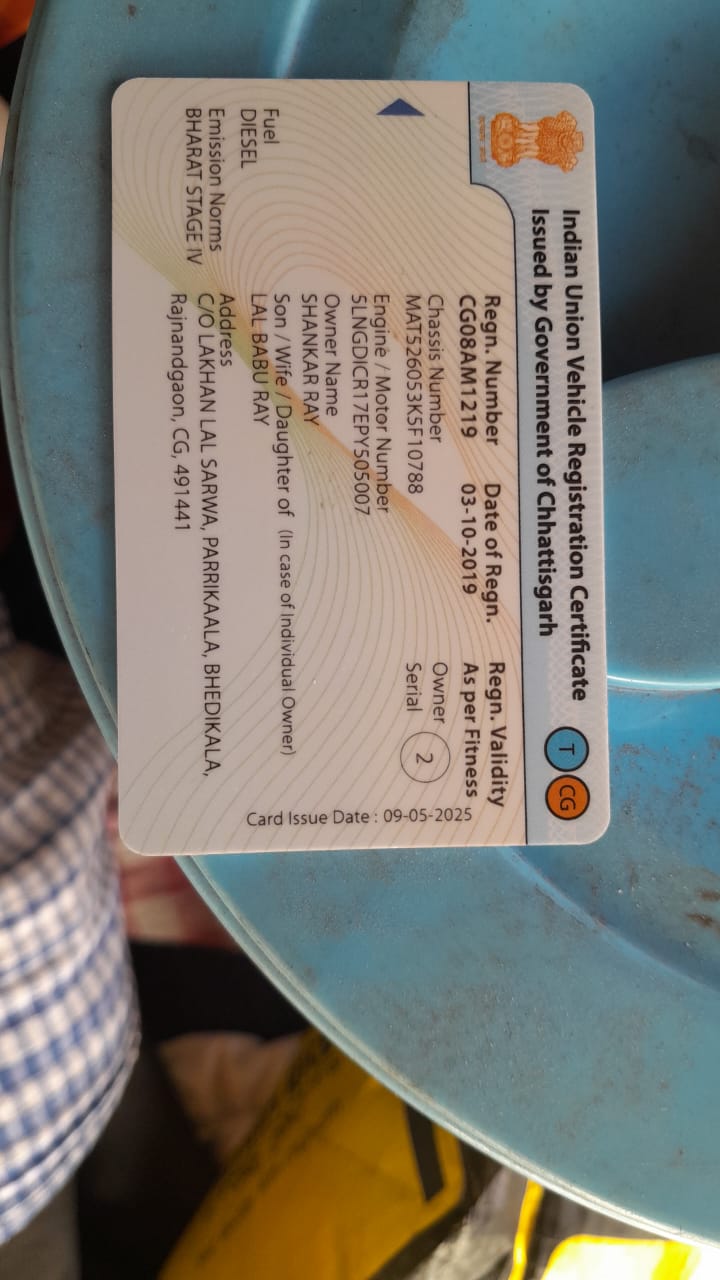 Indian Union Vehicle Registration Certificate
Issued by Government of Chhattisgarh
T CG
Regn. Number Date of Regn. Regn. Validity
CG08AM1219 03-10-2019 As per Fitness
Chassis Number
MAT526053K5F10788
Owner
Serial 2
Engine / Motor Number
5LNGDICR17EPY505007
Owner Name
SHANKAR RAY
Son / Wife / Daughter of (In case of Individual Owner)
LAL BABU RAY
Fuel
DIESEL
Emission Norms
BHARAT STAGE IV
Address
C/O LAKHAN LAL SARWA, PARRIKAALA, BHEDIKALA,
Rajnandgaon, CG, 491441
Card Issue Date : 09-05-2025